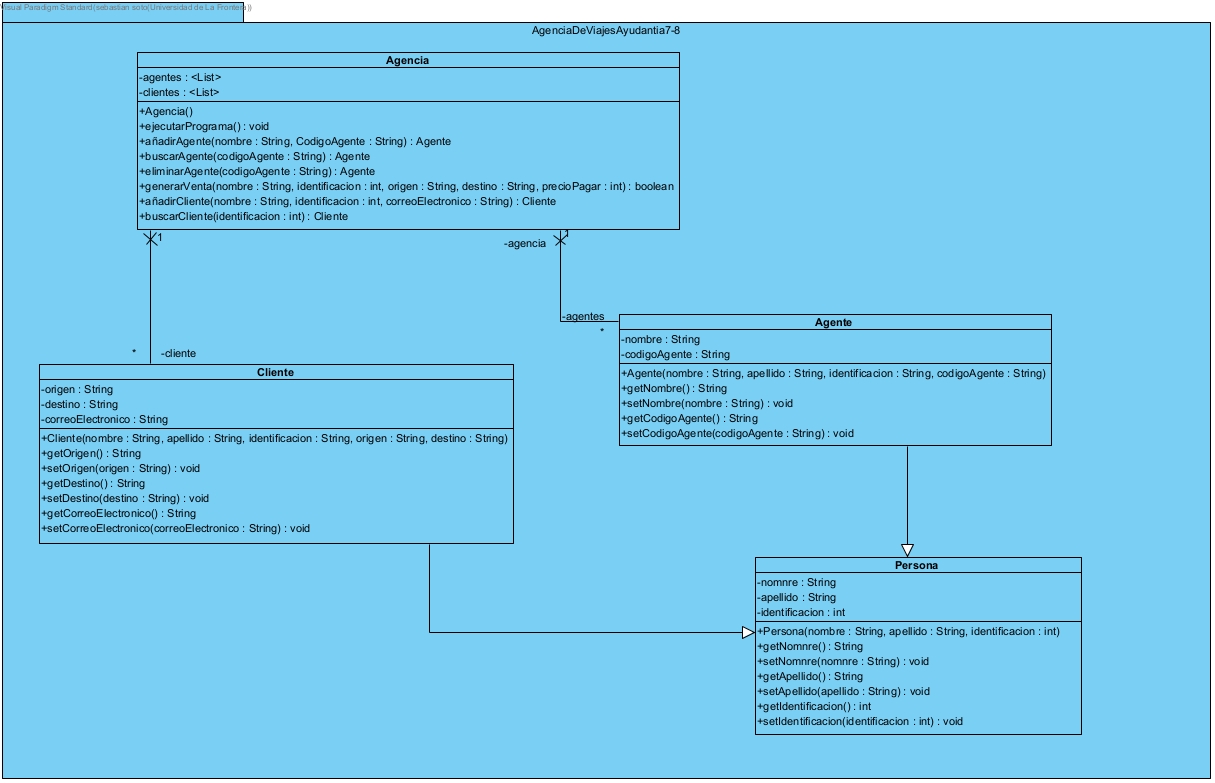 Visual Paradigm Standard(sebastian soto(Universidad de La Frontera))
AgenciaDeViajesAyudantia7-8
Agencia
-agentes : <List>
-clientes : <List>
+Agencia()
+ejecutarPrograma() : void
+añadirAgente(nombre : String, CodigoAgente : String) : Agente
+buscarAgente(codigoAgente : String) : Agente
+eliminarAgente(codigoAgente : String) : Agente
+generarVenta(nombre : String, identificacion : int, origen : String, destino : String, precioPagar : int) : boolean
+añadirCliente(nombre : String, identificacion : int, correoElectronico : String) : Cliente
+buscarCliente(identificacion : int) : Cliente
1
1
-agencia
-agentes
*
* -cliente
Agente
-nombre : String
-codigoAgente : String
+Agente(nombre : String, apellido : String, identificacion : String, codigoAgente : String)
+getNombre() : String
+setNombre(nombre : String) : void
+getCodigoAgente() : String
+setCodigoAgente(codigoAgente : String) : void
Cliente
-origen : String
-destino : String
-correoElectronico : String
+Cliente(nombre : String, apellido : String, identificacion : String, origen : String, destino : String)
+getOrigen() : String
+setOrigen(origen : String) : void
+getDestino() : String
+setDestino(destino : String) : void
+getCorreoElectronico() : String
+setCorreoElectronico(correoElectronico : String) : void
Persona
-nomnre : String
-apellido : String
-identificacion : int
+Persona(nombre : String, apellido : String, identificacion : int)
+getNomnre() : String
+setNomnre(nomnre : String) : void
+getApellido() : String
+setApellido(apellido : String) : void
+getIdentificacion() : int
+setIdentificacion(identificacion : int) : void